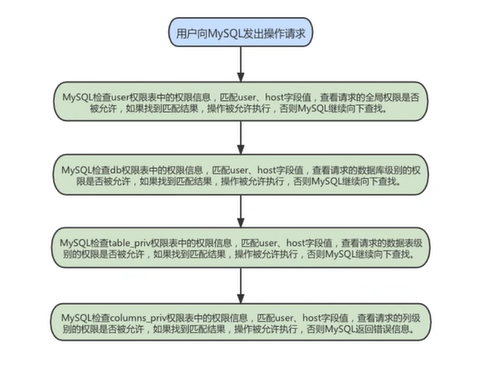 用户向MySQL发出操作请求
MySQL检查user权限表中的权限信息，匹配user、host字段值，查看请求的全局权限是否
被允许，如果找到匹配结果，操作被允许执行，否则MySQL继续向下查找。
MySQL检查db权限表中的权限信息，匹配user、host字段值，查看请求的数据库级别的权
限是否被允许，如果找到匹配结果，操作被允许执行，否则MySQL继续向下查找。
MySQL检查table_priv权限表中的权限信息，匹配user、host字段值，查看请求的数据表级
别的权限是否被允许，如果找到匹配结果，操作被允许执行，否则MySQL继续向下查找。
MySQL检查columns_priv权限表中的权限信息，匹配user、host字段值，查看请求的列级
别的权限是否被允许，如果找到匹配结果，操作被允许执行，否则MySQL返回错误信息。